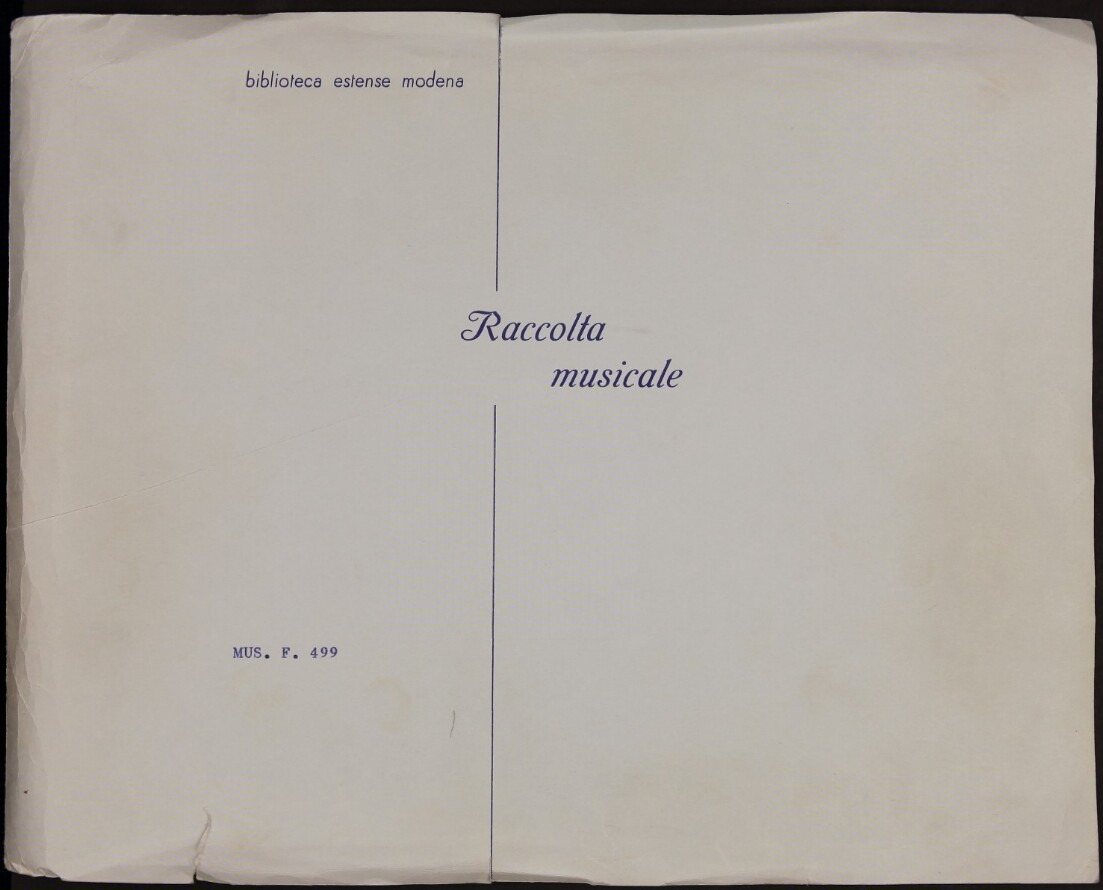 biblioteca estense modena
Raccolta
musicale
MUS. F. 499